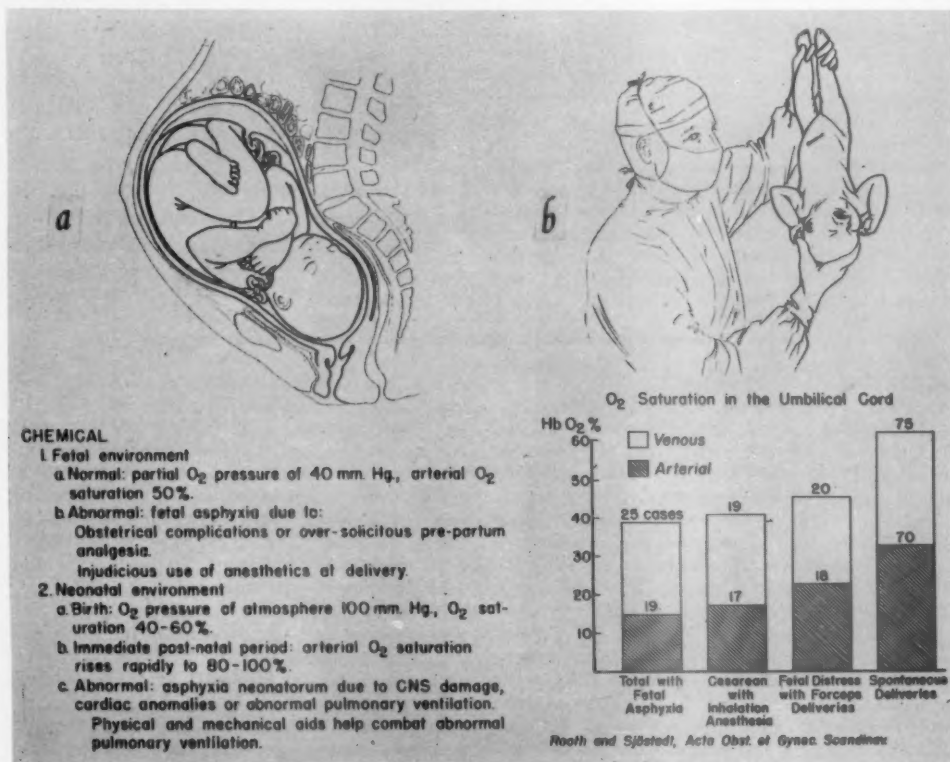 a
b
CHEMICAL
1. Fetal environment
a. Normal: partial O₂ pressure of 40 mm. Hg., arterial O₂
saturation 50%.
b. Abnormal: fetal asphyxia due to:
Obstetrical complications or over-solicitous pre-partum
analgesia.
Injudicious use of anesthetics at delivery.
2. Neonatal environment
a. Birth: O₂ pressure of atmosphere 100 mm. Hg., O₂ sat-
uration 40-60%.
b. Immediate post-natal period: arterial O₂ saturation
rises rapidly to 80-100%.
c. Abnormal: asphyxia neonatorum due to CNS damage,
cardiac anomalies or abnormal pulmonary ventilation.
Physical and mechanical aids help combat abnormal
pulmonary ventilation.
O₂ Saturation in the Umbilical Cord
Hb O₂ %
60
50
40
30
20
10
Venous
Arterial
25 cases
19
20
75
19
17
18
70
Total with
Fetal
Asphyxia
Cesarean
with
Inhalation
Anesthesia
Fetal Distress
with Forceps
Deliveries
Spontaneous
Deliveries
Rooth and Sjöstedt, Acta Obst. et Gynec. Scandinav.